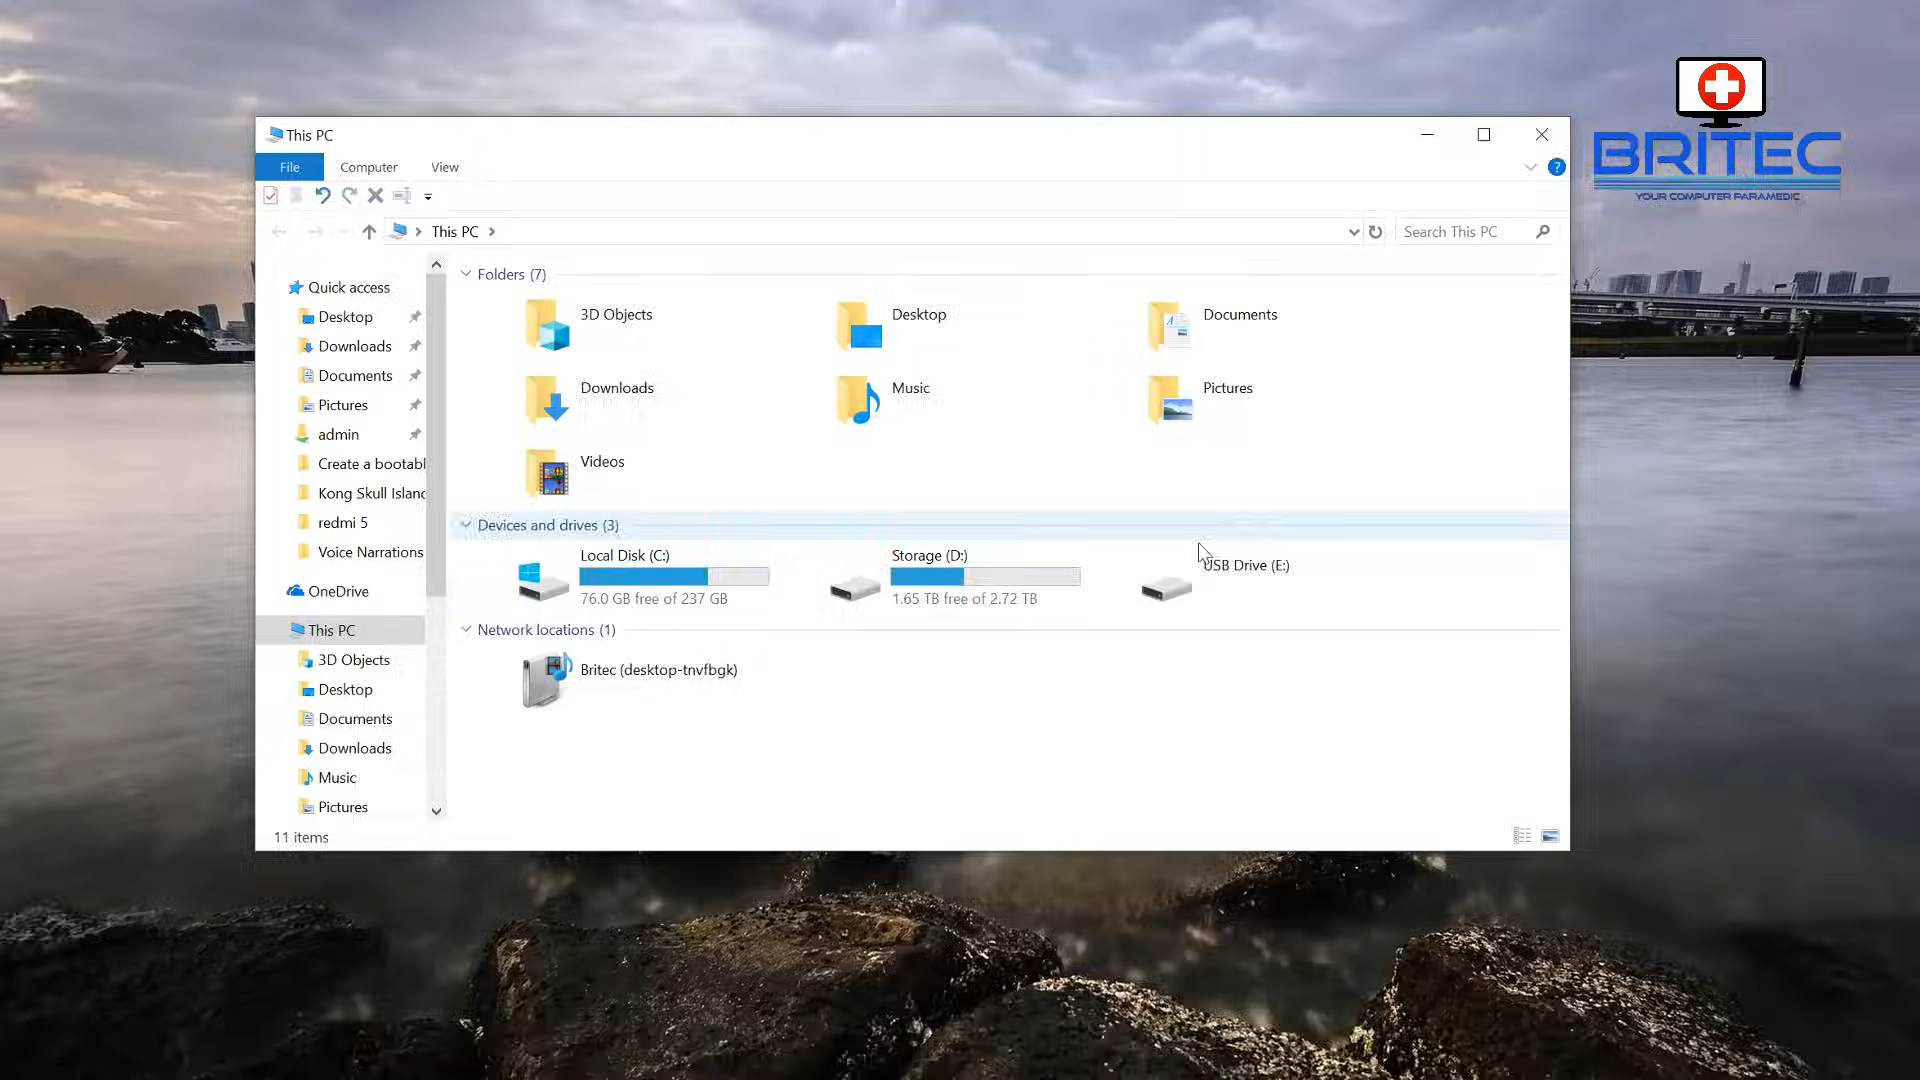 This PC
File Computer View
This PC
Search This PC
Quick access
Desktop
Downloads
Documents
Pictures
admin
Create a bootabl
Kong Skull Island
redmi 5
Voice Narrations
OneDrive
This PC
3D Objects
Desktop
Documents
Downloads
Music
Pictures
11 items
Folders (7)
3D Objects
Desktop
Documents
Downloads
Music
Pictures
Videos
Devices and drives (3)
Local Disk (C:)
76.0 GB free of 237 GB
Storage (D:)
1.65 TB free of 2.72 TB
USB Drive (E:)
Network locations (1)
Britec (desktop-tnvfbgk)
BRITEC
YOUR COMPUTER PARAMEDIC